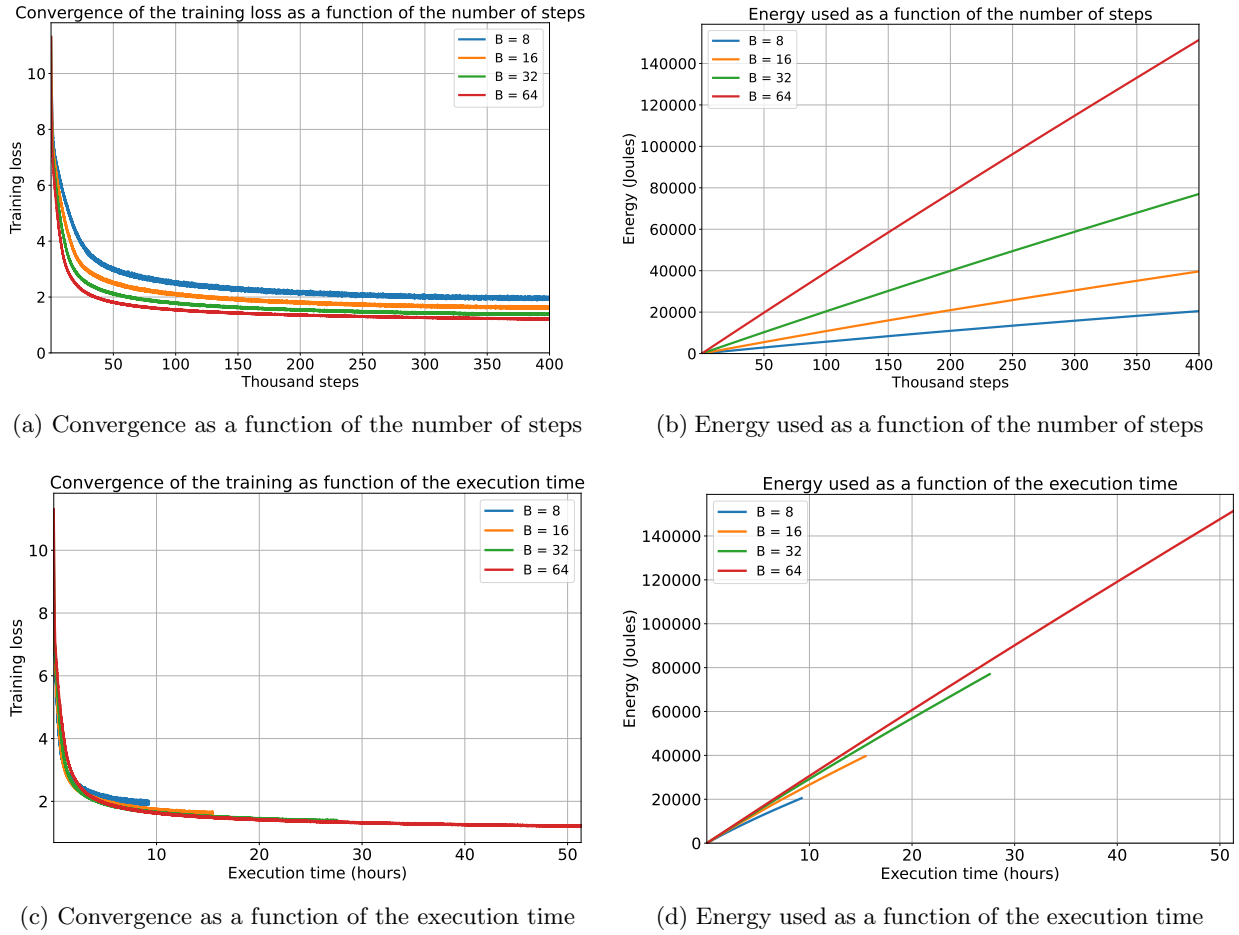 Convergence of the training loss as a function of the number of steps
B = 8
B = 16
B = 32
B = 64
10
8
6
4
2
0
Training loss
50 100 150 200 250 300 350 400
Thousand steps
(a) Convergence as a function of the number of steps
Energy used as a function of the number of steps
B = 8
B = 16
B = 32
B = 64
140000
120000
100000
80000
60000
40000
20000
0
Energy (Joules)
50 100 150 200 250 300 350 400
Thousand steps
(b) Energy used as a function of the number of steps
Convergence of the training as function of the execution time
B = 8
B = 16
B = 32
B = 64
10
8
6
4
2
Training loss
10 20 30 40 50
Execution time (hours)
(c) Convergence as a function of the execution time
Energy used as a function of the execution time
B = 8
B = 16
B = 32
B = 64
140000
120000
100000
80000
60000
40000
20000
0
Energy (Joules)
10 20 30 40 50
Execution time (hours)
(d) Energy used as a function of the execution time